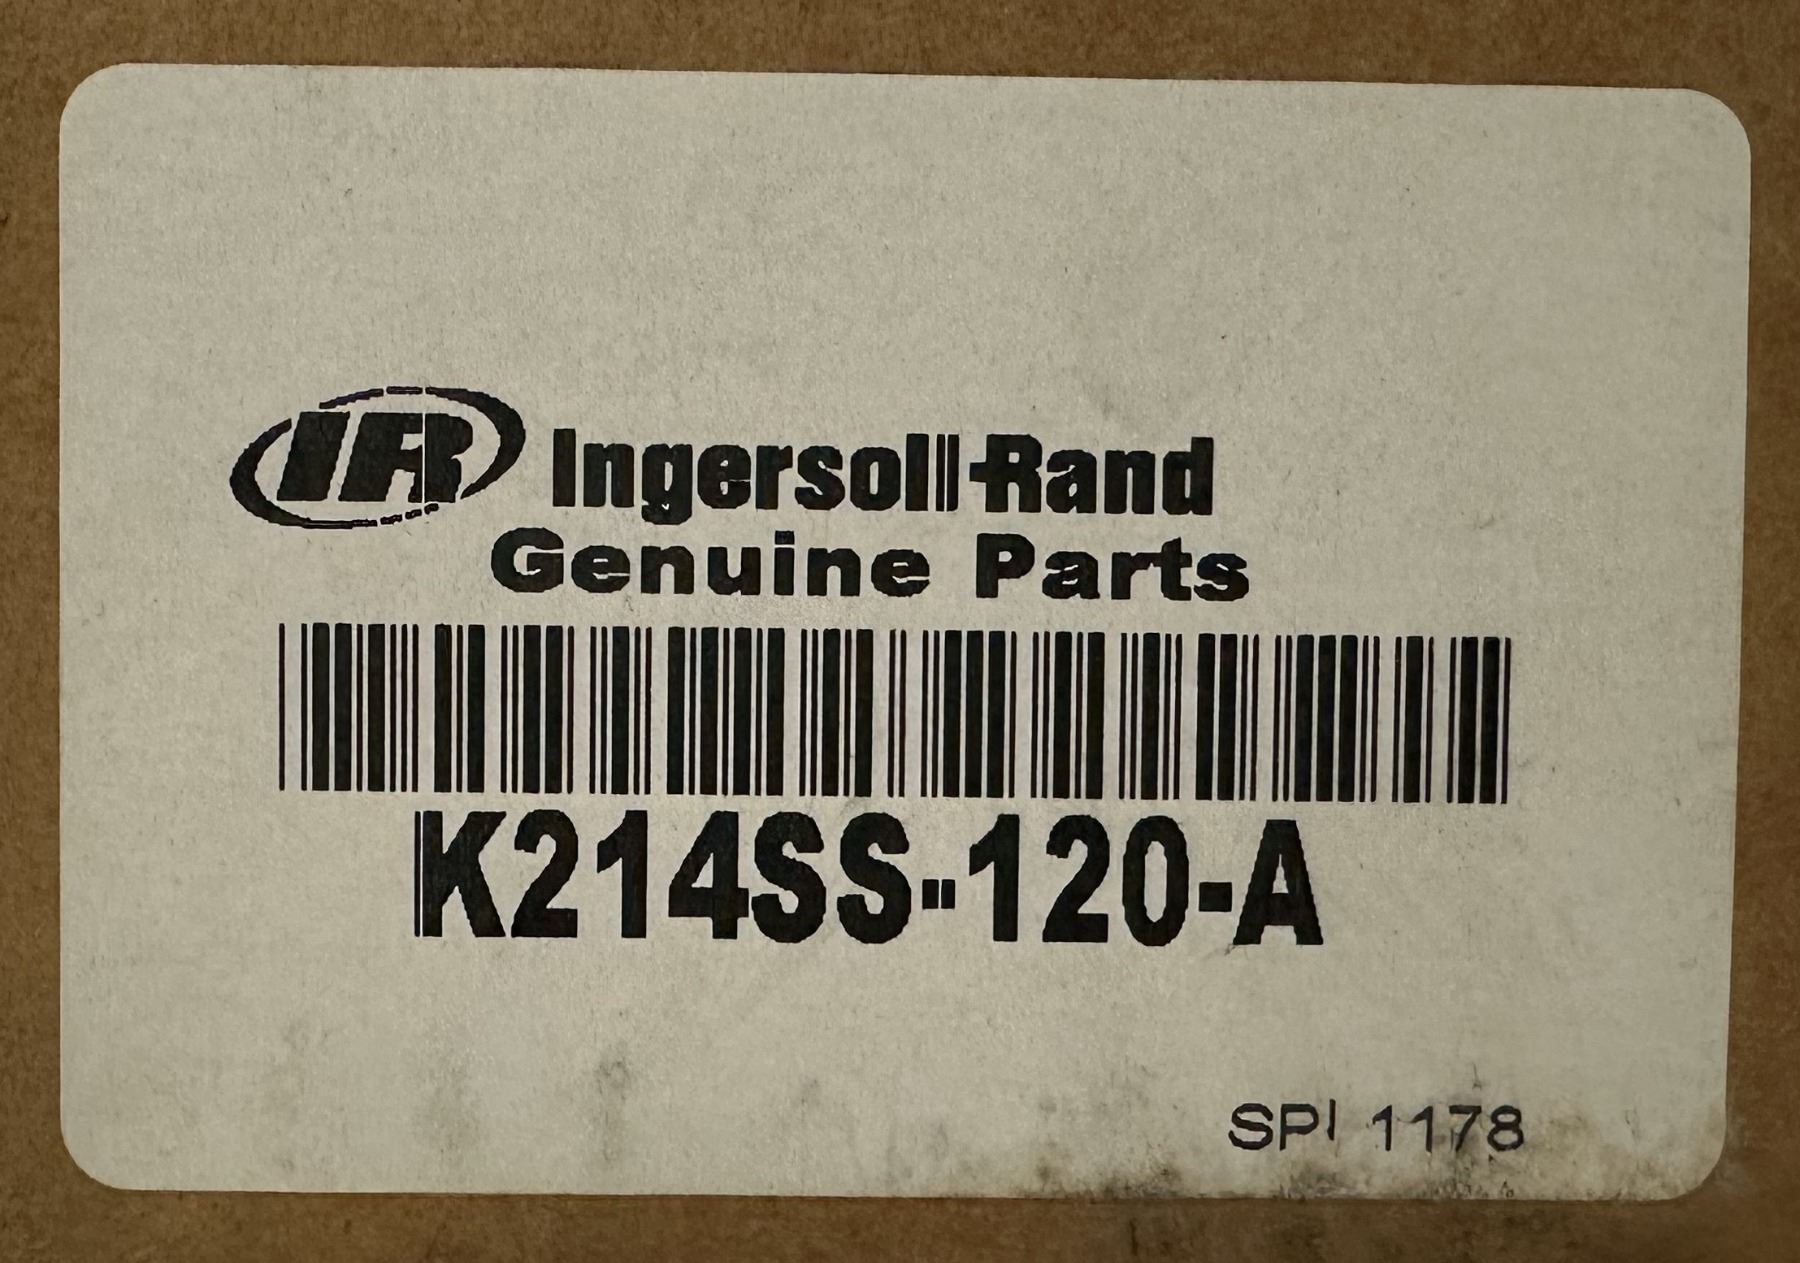 IR Ingersoll-Rand
Genuine Parts
K214SS-120-A
SPI 1178